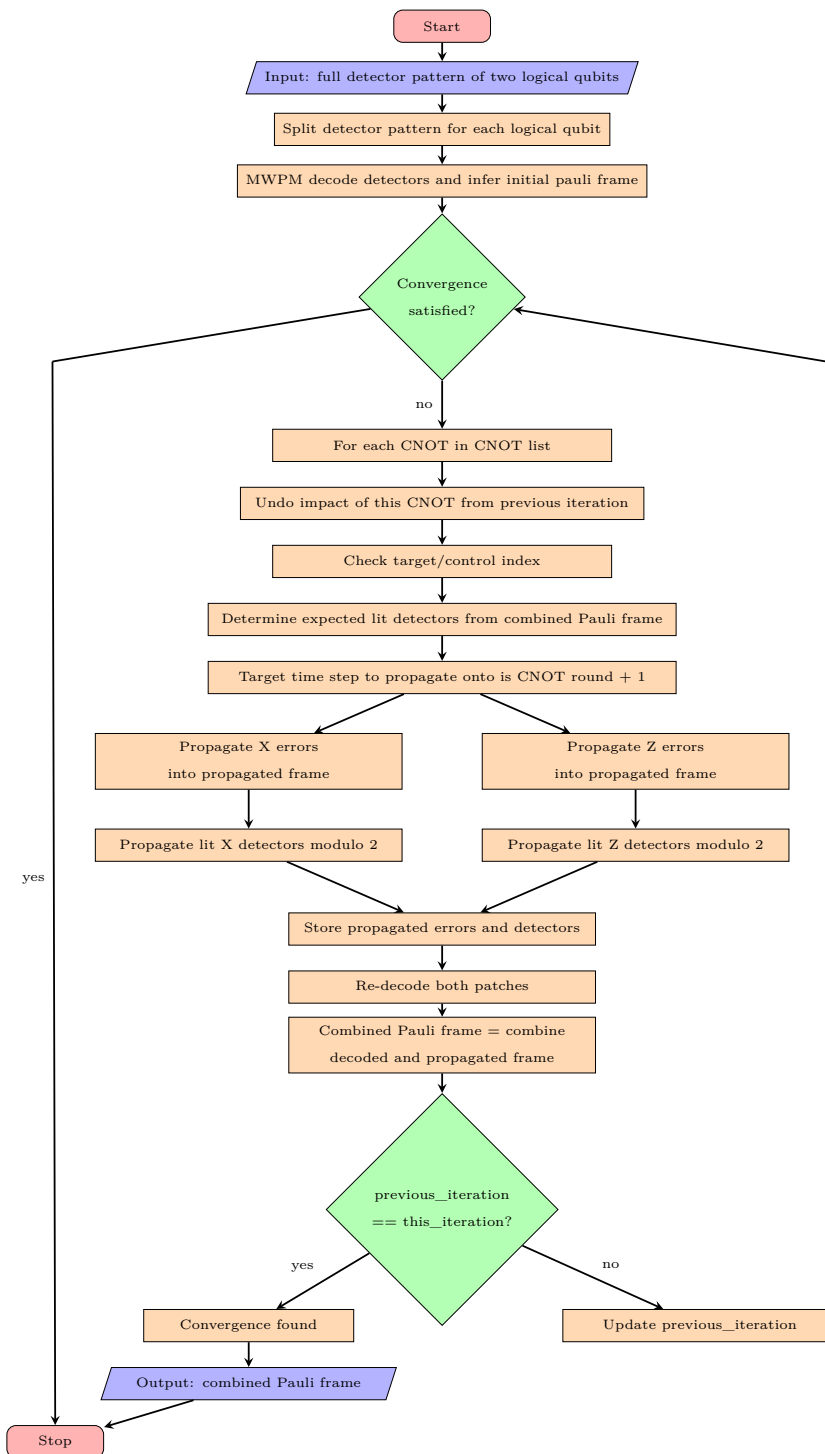 Start
Input: full detector pattern of two logical qubits
Split detector pattern for each logical qubit
MWPM decode detectors and infer initial pauli frame
Convergence
satisfied?
no
For each CNOT in CNOT list
Undo impact of this CNOT from previous iteration
Check target/control index
Determine expected lit detectors from combined Pauli frame
Target time step to propagate onto is CNOT round + 1
Propagate X errors
into propagated frame
Propagate Z errors
into propagated frame
Propagate lit X detectors modulo 2
Propagate lit Z detectors modulo 2
yes
Store propagated errors and detectors
Re-decode both patches
Combined Pauli frame = combine
decoded and propagated frame
previous_iteration
== this_iteration?
yes
no
Convergence found
Update previous_iteration
Output: combined Pauli frame
Stop